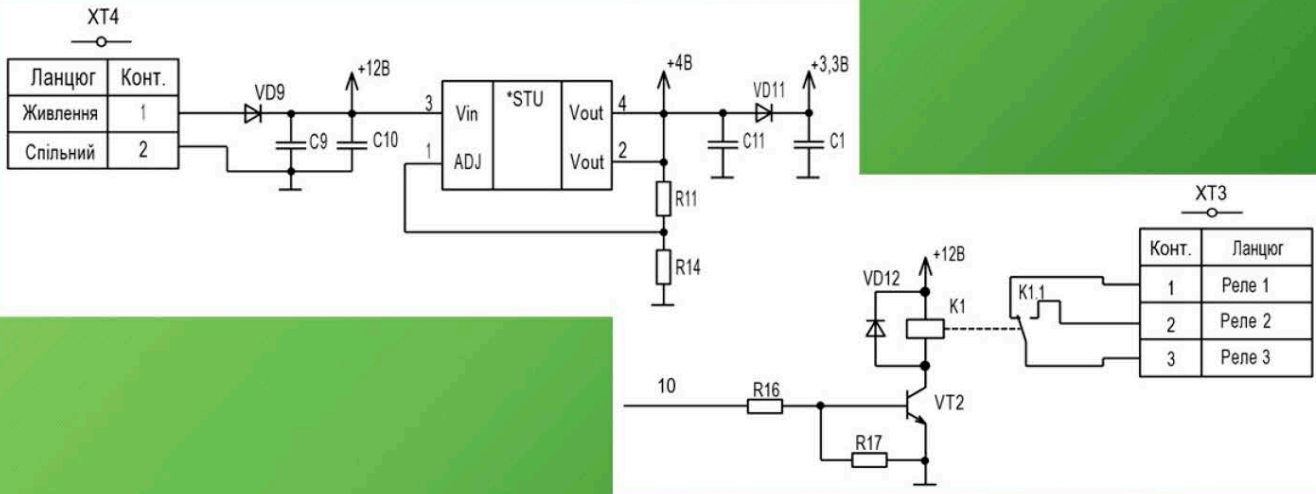 XT4
Ланцюг Конт.
Живлення 1
Спільний 2
VD9
+12В
C9
C10
3 Vin *STU Vout 4
1 ADJ Vout 2
+4В
VD11
+3,3В
C11
C1
R11
R14
XT3
Конт. Ланцюг
1 Реле 1
2 Реле 2
3 Реле 3
+12В
VD12
K1
K1.1
10
R16
VT2
R17